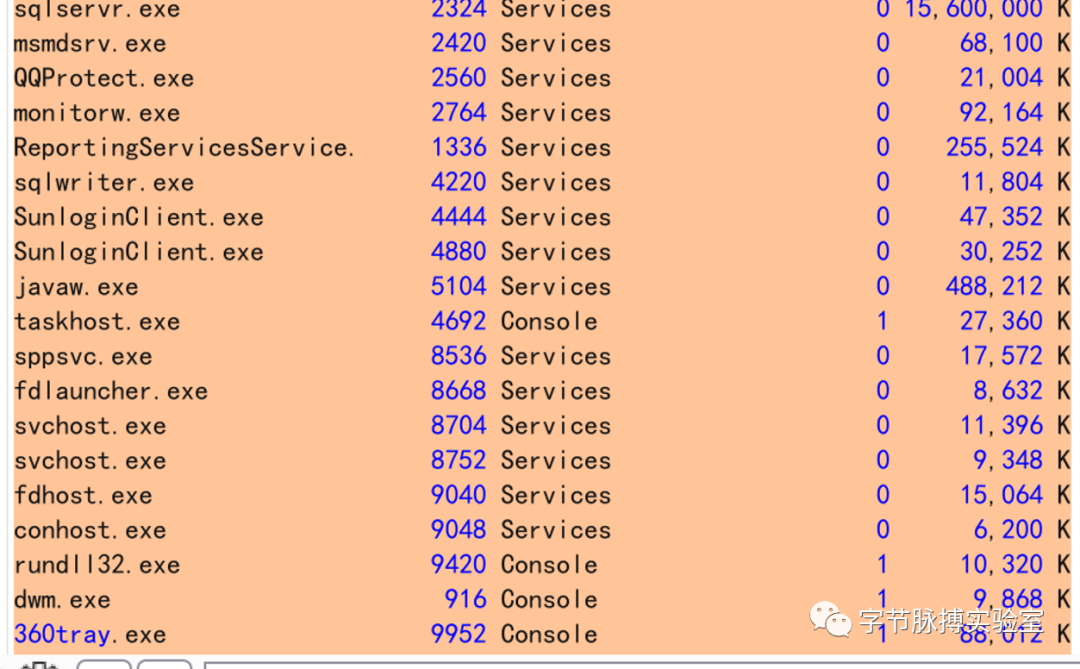 sqlservr.exe 2324 Services 0 15,600,000 K
msmdsrv.exe 2420 Services 0 68,100 K
QQProtect.exe 2560 Services 0 21,004 K
monitorw.exe 2764 Services 0 92,164 K
ReportingServicesService. 1336 Services 0 255,524 K
sqlwriter.exe 4220 Services 0 11,804 K
SunloginClient.exe 4444 Services 0 47,352 K
SunloginClient.exe 4880 Services 0 30,252 K
javaw.exe 5104 Services 0 488,212 K
taskhost.exe 4692 Console 1 27,360 K
sppsvc.exe 8536 Services 0 17,572 K
fdlauncher.exe 8668 Services 0 8,632 K
svchost.exe 8704 Services 0 11,396 K
svchost.exe 8752 Services 0 9,348 K
fdhost.exe 9040 Services 0 15,064 K
conhost.exe 9048 Services 0 6,200 K
rundll32.exe 9420 Console 1 10,320 K
dwm.exe 916 Console 1 9,868 K
360tray.exe 9952 Console 1 88,012 K
字节脉搏实验室